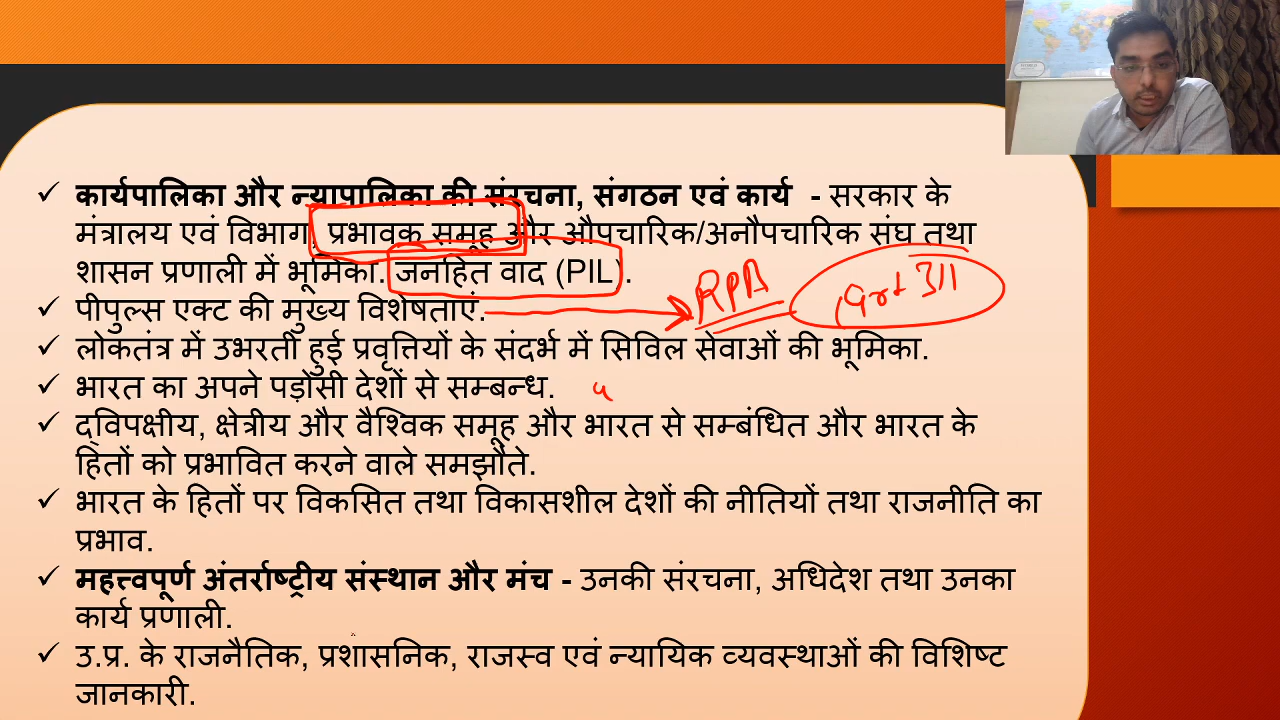 कार्यपालिका और न्यापालिका की संरचना, संगठन एवं कार्य - सरकार के
मंत्रालय एवं विभाग, प्रभावक समूह और औपचारिक/अनौपचारिक संघ तथा
शासन प्रणाली में भूमिका. जनहित वाद (PIL).
पीपुल्स एक्ट की मुख्य विशेषताएं.
RPA
Art 311
लोकतंत्र में उभरती हुई प्रवृत्तियों के संदर्भ में सिविल सेवाओं की भूमिका.
भारत का अपने पड़ोसी देशों से सम्बन्ध.
द्विपक्षीय, क्षेत्रीय और वैश्विक समूह और भारत से सम्बंधित और भारत के
हितों को प्रभावित करने वाले समझौते.
भारत के हितों पर विकसित तथा विकासशील देशों की नीतियों तथा राजनीति का
प्रभाव.
महत्त्वपूर्ण अंतर्राष्ट्रीय संस्थान और मंच - उनकी संरचना, अधिदेश तथा उनका
कार्य प्रणाली.
उ.प्र. के राजनैतिक, प्रशासनिक, राजस्व एवं न्यायिक व्यवस्थाओं की विशिष्ट
जानकारी.